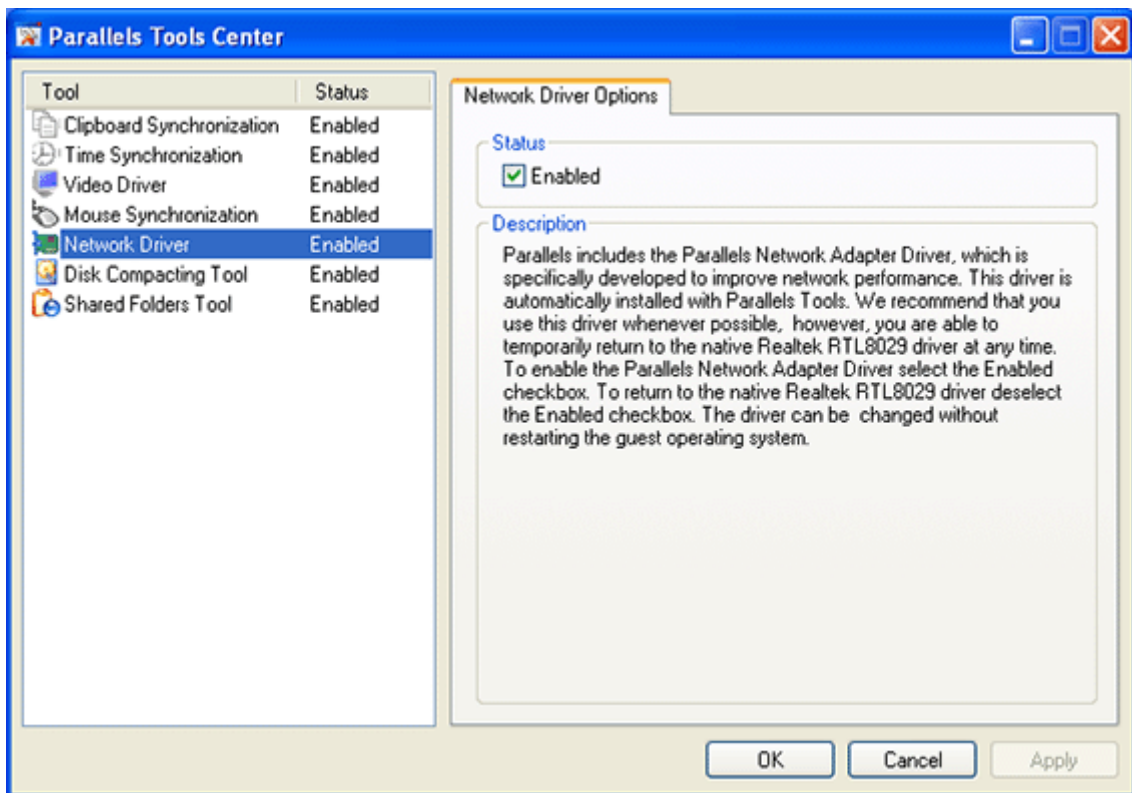 Parallels Tools Center
Tool Status
Clipboard Synchronization Enabled
Time Synchronization Enabled
Video Driver Enabled
Mouse Synchronization Enabled
Network Driver Enabled
Disk Compacting Tool Enabled
Shared Folders Tool Enabled
Network Driver Options
Status
Enabled
Description
Parallels includes the Parallels Network Adapter Driver, which is
specifically developed to improve network performance. This driver is
automatically installed with Parallels Tools. We recommend that you
use this driver whenever possible, however, you are able to
temporarily return to the native Realtek RTL8029 driver at any time.
To enable the Parallels Network Adapter Driver select the Enabled
checkbox. To return to the native Realtek RTL8029 driver deselect
the Enabled checkbox. The driver can be changed without
restarting the guest operating system.
OK Cancel Apply